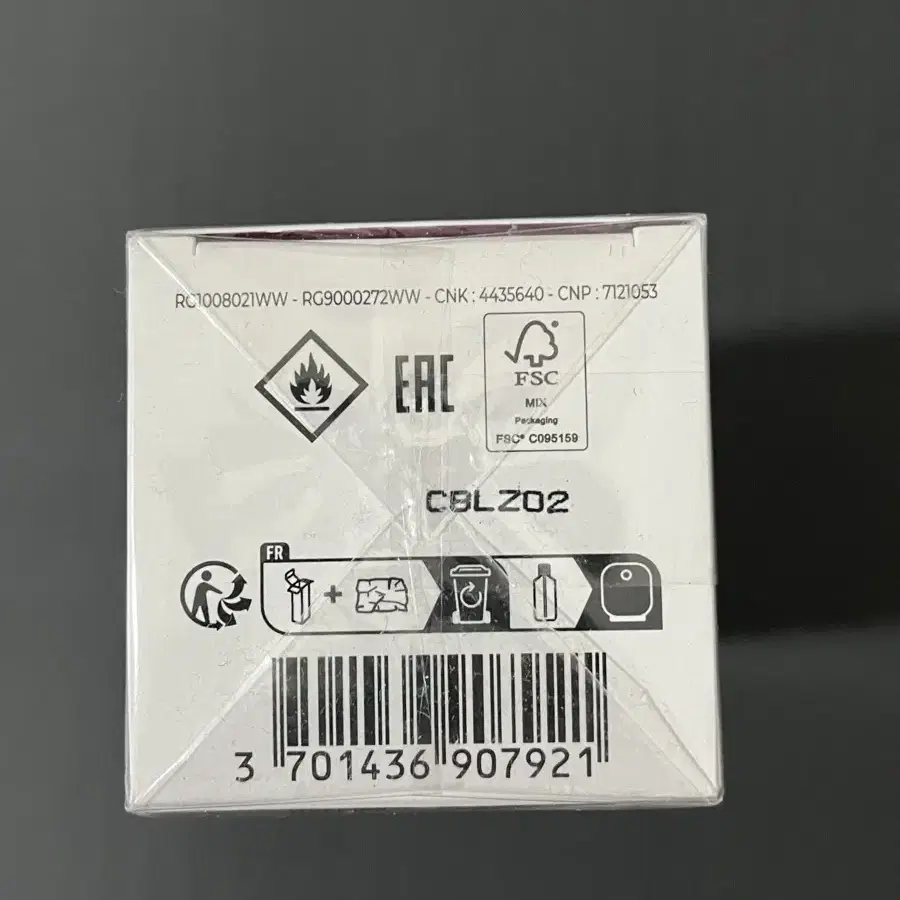 RC1008021WW - RG9000272WW - CNK : 4435640 - CNP : 7121053
EAC
FSC
MIX
Packaging
FSC® C095159
CBLZ02
FR
3 701436 907921